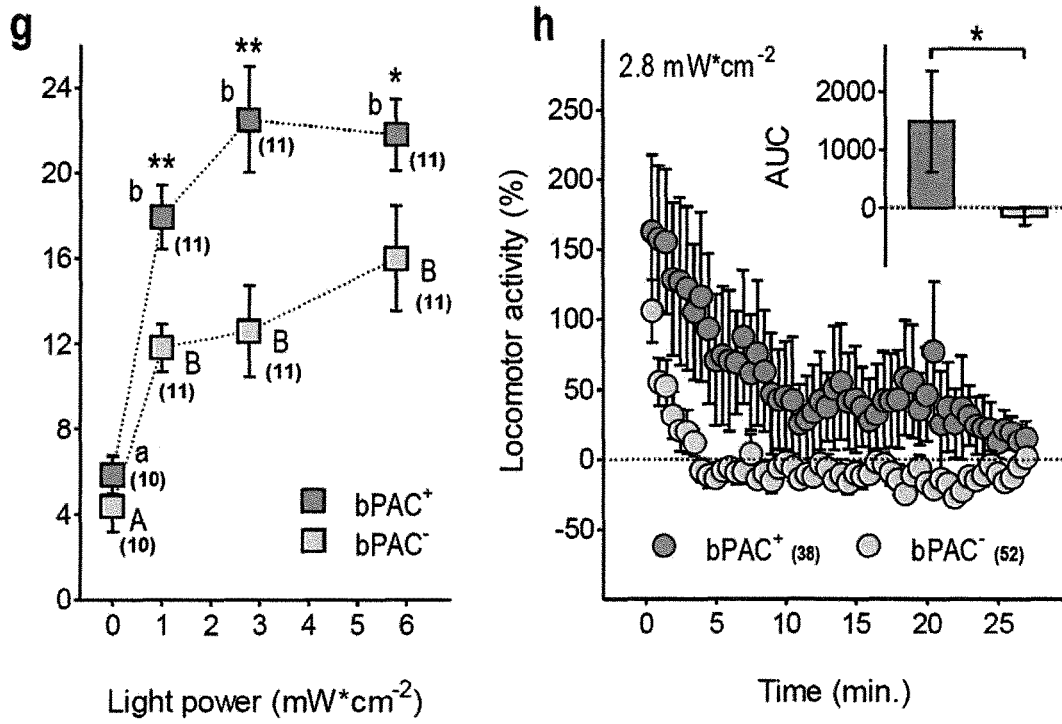 g
24
20
16
12
8
4
0
0 1 2 3 4 5 6
Light power (mW*cm-2)
** ** *
b b b
(11) (11) (11)
B B B
(11) (11) (11)
a
(10)
A
(10)
bPAC+
bPAC-
h
2.8 mW*cm-2
Locomotor activity (%)
250
200
150
100
50
0
-50
0 5 10 15 20 25
Time (min.)
bPAC+ (38) bPAC- (52)
*
AUC
2000
1000
0